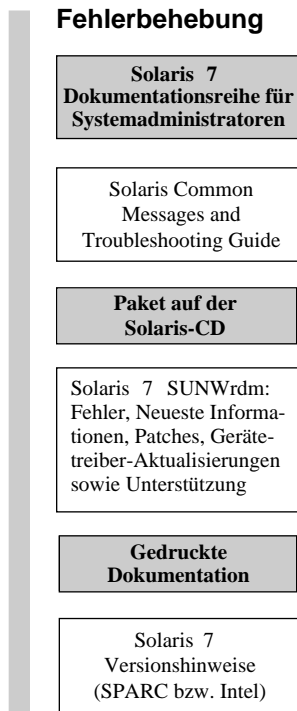 Fehlerbehebung
Solaris 7
Dokumentationsreihe für
Systemadministratoren
Solaris Common
Messages and
Troubleshooting Guide
Paket auf der
Solaris-CD
Solaris 7 SUNWrdm:
Fehler, Neueste Informa-
tionen, Patches, Geräte-
treiber-Aktualisierungen
sowie Unterstützung
Gedruckte
Dokumentation
Solaris 7
Versionshinweise
(SPARC bzw. Intel)